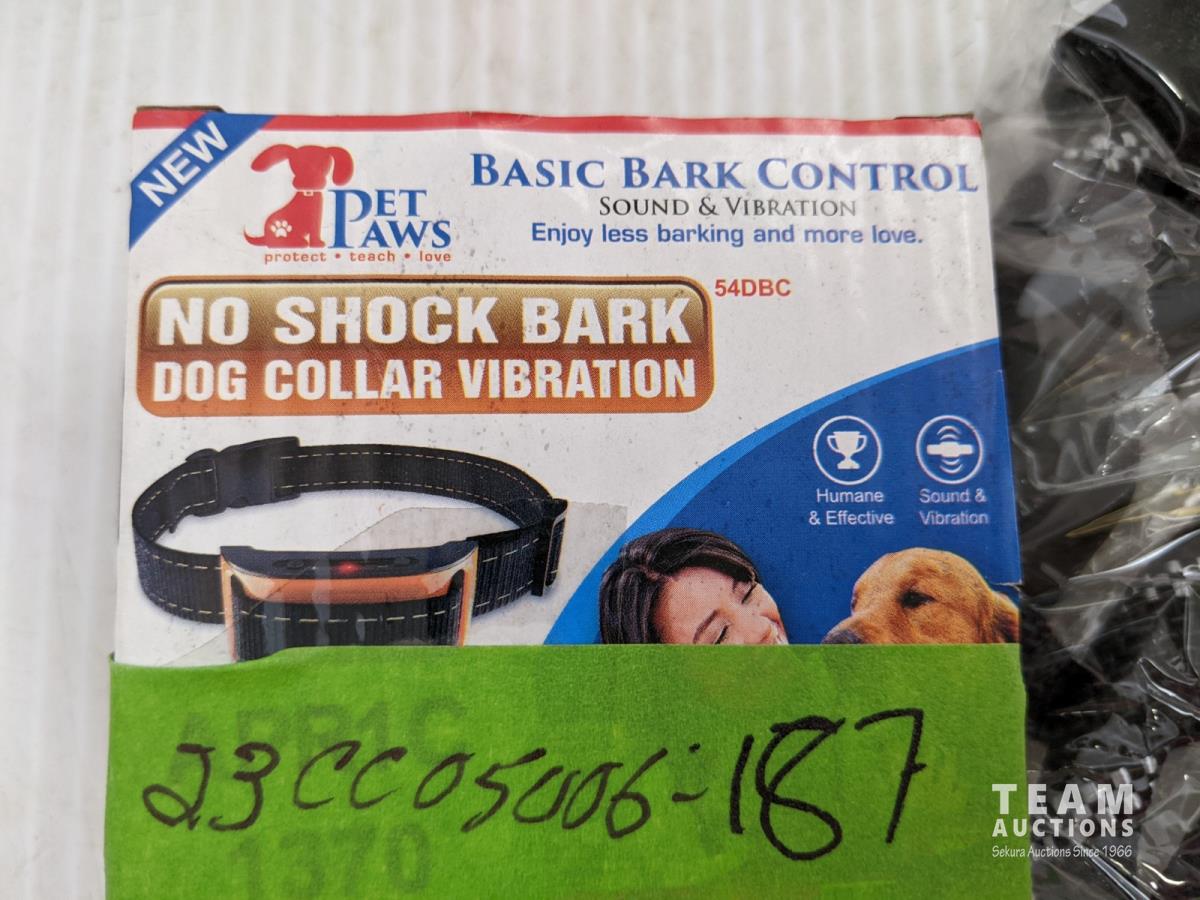 NEW
PET
PAWS
protect • teach • love
BASIC BARK CONTROL
SOUND & VIBRATION
Enjoy less barking and more love.
NO SHOCK BARK
DOG COLLAR VIBRATION
54DBC
Humane
& Effective
Sound &
Vibration
23CC05006-187
TEAM
AUCTIONS
Sekura Auctions Since 1966